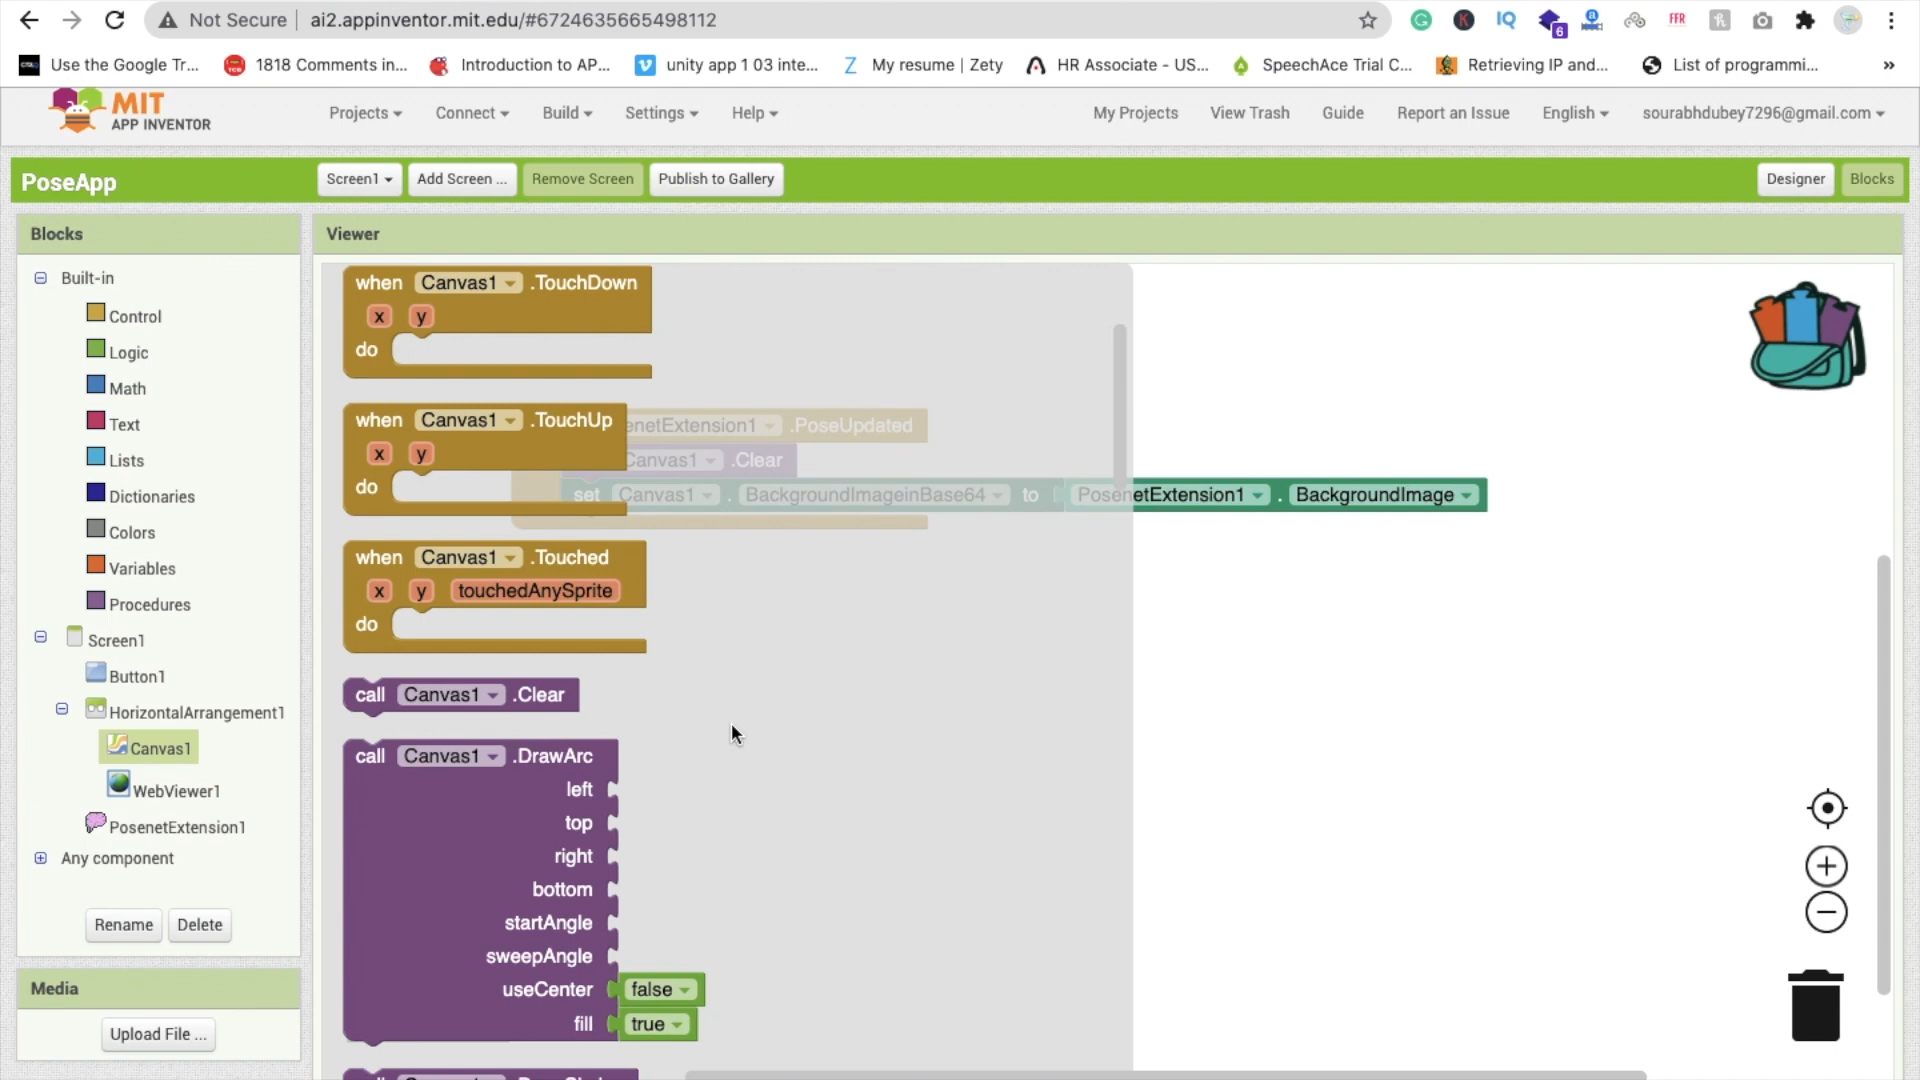 Not Secure
ai2.appinventor.mit.edu/#6724635665498112
K
IQ
6
a
FFR
Use the Google Tr...
1818 Comments in...
Introduction to AP...
unity app 1 03 inte...
My resume | Zety
HR Associate - US...
SpeechAce Trial C...
Retrieving IP and...
List of programmi...
»
MIT
APP INVENTOR
Projects
Connect
Build
Settings
Help
My Projects
View Trash
Guide
Report an Issue
English
sourabhdubey7296@gmail.com
PoseApp
Screen1
Add Screen ...
Remove Screen
Publish to Gallery
Designer
Blocks
Blocks
Built-in
Control
Logic
Math
Text
Lists
Dictionaries
Colors
Variables
Procedures
Screen1
Button1
HorizontalArrangement1
Canvas1
WebViewer1
PosenetExtension1
Any component
Rename
Delete
Media
Upload File ...
Viewer
when Canvas1 .TouchDown
x y
do
when Canvas1 .TouchUp
x y
do
enetExtension1 .PoseUpdated
Canvas1 .Clear
set Canvas1 . BackgroundImageinBase64 to PosenetExtension1 . BackgroundImage
when Canvas1 .Touched
x y touchedAnySprite
do
call Canvas1 .Clear
call Canvas1 .DrawArc
left
top
right
bottom
startAngle
sweepAngle
useCenter false
fill true